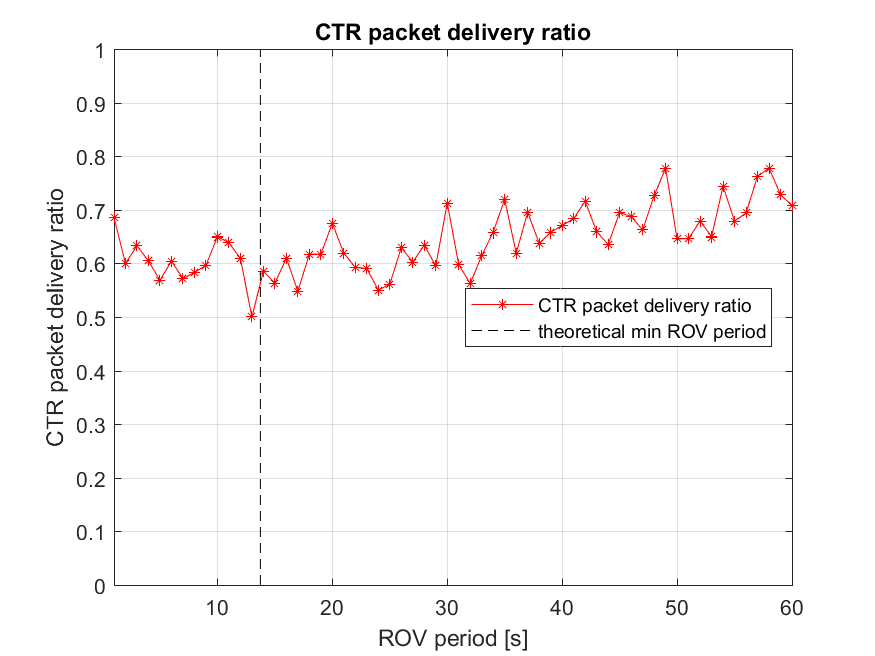 CTR packet delivery ratio
1
0.9
0.8
0.7
0.6
0.5
0.4
0.3
0.2
0.1
0
CTR packet delivery ratio
CTR packet delivery ratio
theoretical min ROV period
10 20 30 40 50 60
ROV period [s]